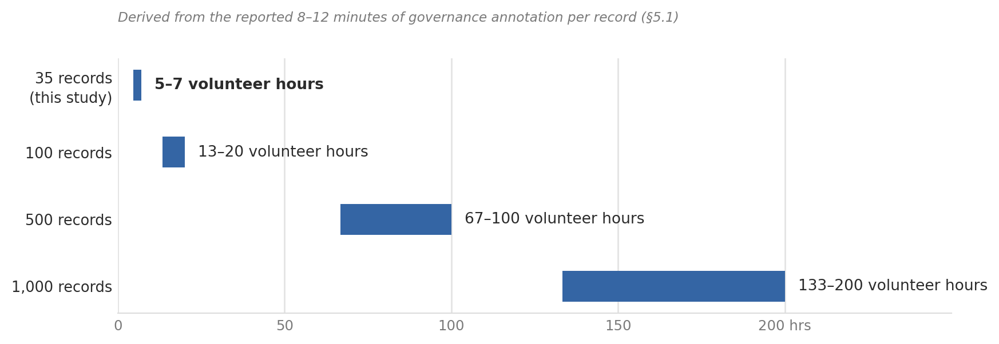 Derived from the reported 8–12 minutes of governance annotation per record (§5.1)
35 records
(this study)
5–7 volunteer hours
100 records
13–20 volunteer hours
500 records
67–100 volunteer hours
1,000 records
133–200 volunteer hours
0 50 100 150 200 hrs